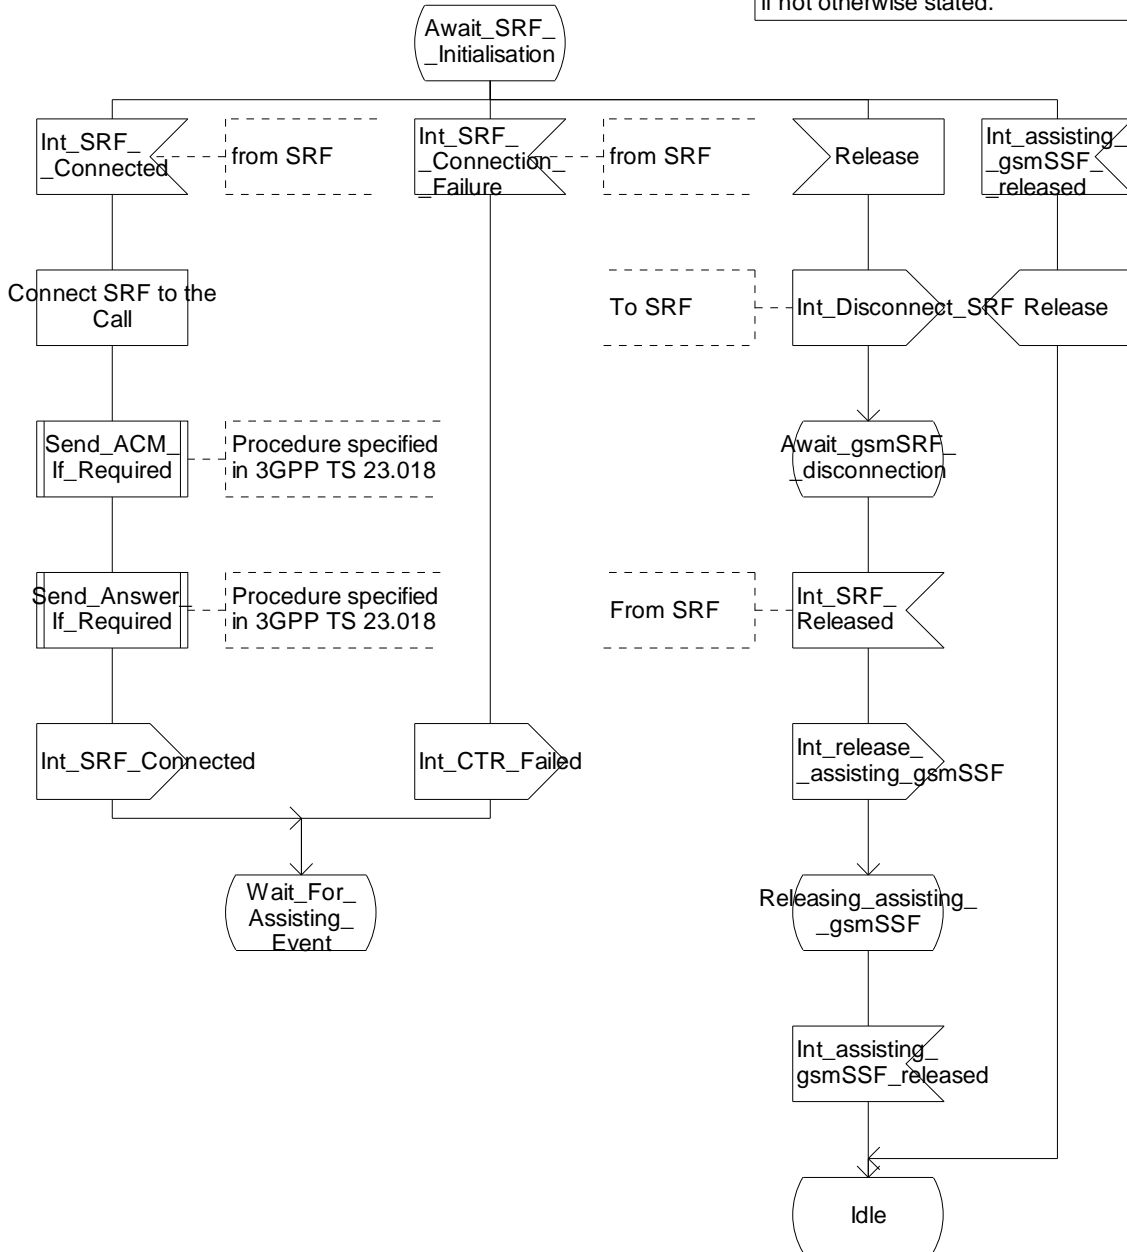 if not otherwise stated.
Await_SRF_
_Initialisation
Int_SRF_
_Connected
from SRF
Int_SRF_
_Connection_
_Failure
from SRF
Release
Int_assisting_
_gsmSSF_
_released
Connect SRF to the
Call
To SRF
Int_Disconnect_SRF
Release
Send_ACM_
If_Required
Procedure specified
in 3GPP TS 23.018
Await_gsmSRF_
_disconnection
Send_Answer_
If_Required
Procedure specified
in 3GPP TS 23.018
From SRF
Int_SRF_
Released
Int_SRF_Connected
Int_CTR_Failed
Int_release_
_assisting_gsmSSF
Wait_For_
Assisting_
Event
Releasing_assisting_
_gsmSSF
Int_assisting_
gsmSSF_released
Idle